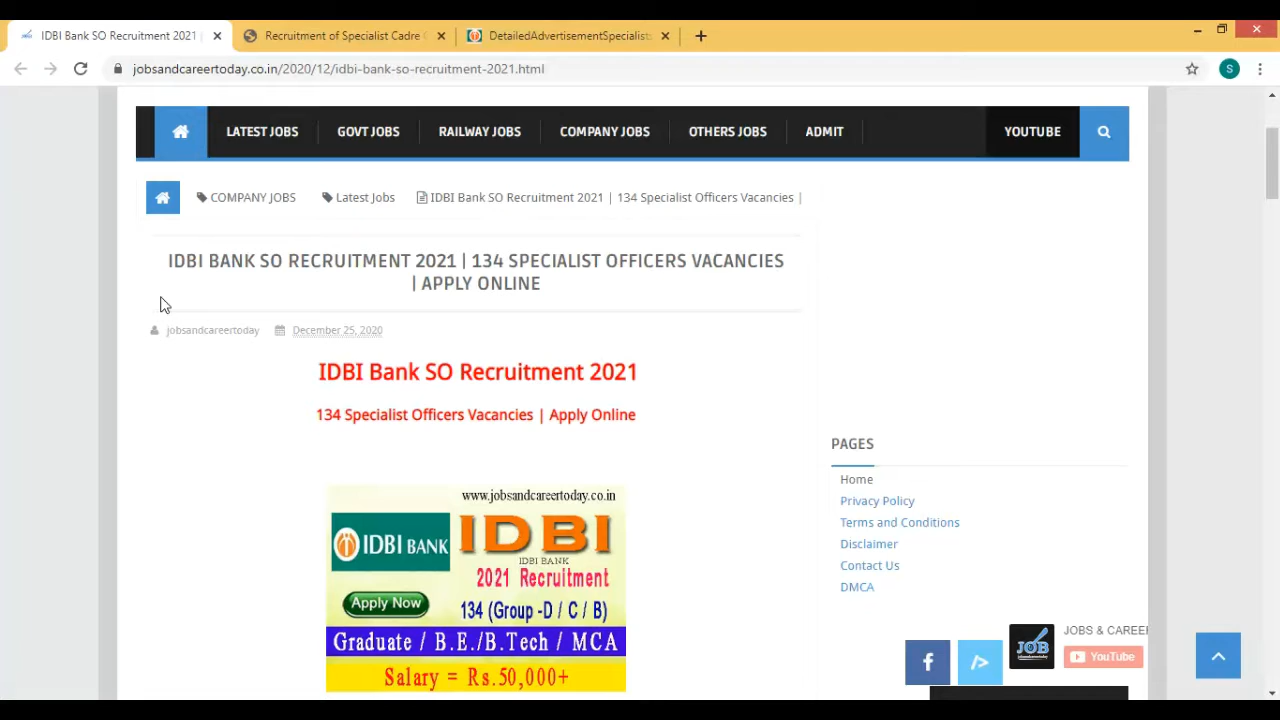 IDBI Bank SO Recruitment 2021 |
Recruitment of Specialist Cadre
DetailedAdvertisementSpecialist
jobsandcareertoday.co.in/2020/12/idbi-bank-so-recruitment-2021.html
S
LATEST JOBS GOVT JOBS RAILWAY JOBS COMPANY JOBS OTHERS JOBS ADMIT YOUTUBE
COMPANY JOBS Latest Jobs IDBI Bank SO Recruitment 2021 | 134 Specialist Officers Vacancies |
IDBI BANK SO RECRUITMENT 2021 | 134 SPECIALIST OFFICERS VACANCIES
| APPLY ONLINE
jobsandcareertoday December 25, 2020
IDBI Bank SO Recruitment 2021
134 Specialist Officers Vacancies | Apply Online
www.jobsandcareertoday.co.in
IDBI BANK
IDBI
IDBI BANK
2021 Recruitment
Apply Now
134 (Group -D / C / B)
Graduate / B.E./B.Tech / MCA
Salary = Rs.50,000+
PAGES
Home
Privacy Policy
Terms and Conditions
Disclaimer
Contact Us
DMCA
JOB
JOBS & CAREE
YouTube